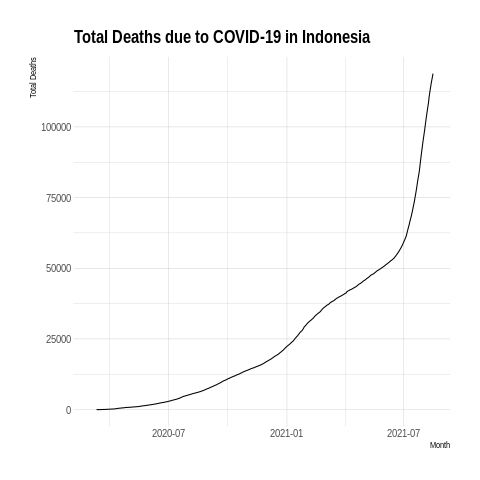 Total Deaths due to COVID-19 in Indonesia
Total Deaths
100000
75000
50000
25000
0
2020-07 2021-01 2021-07
Month